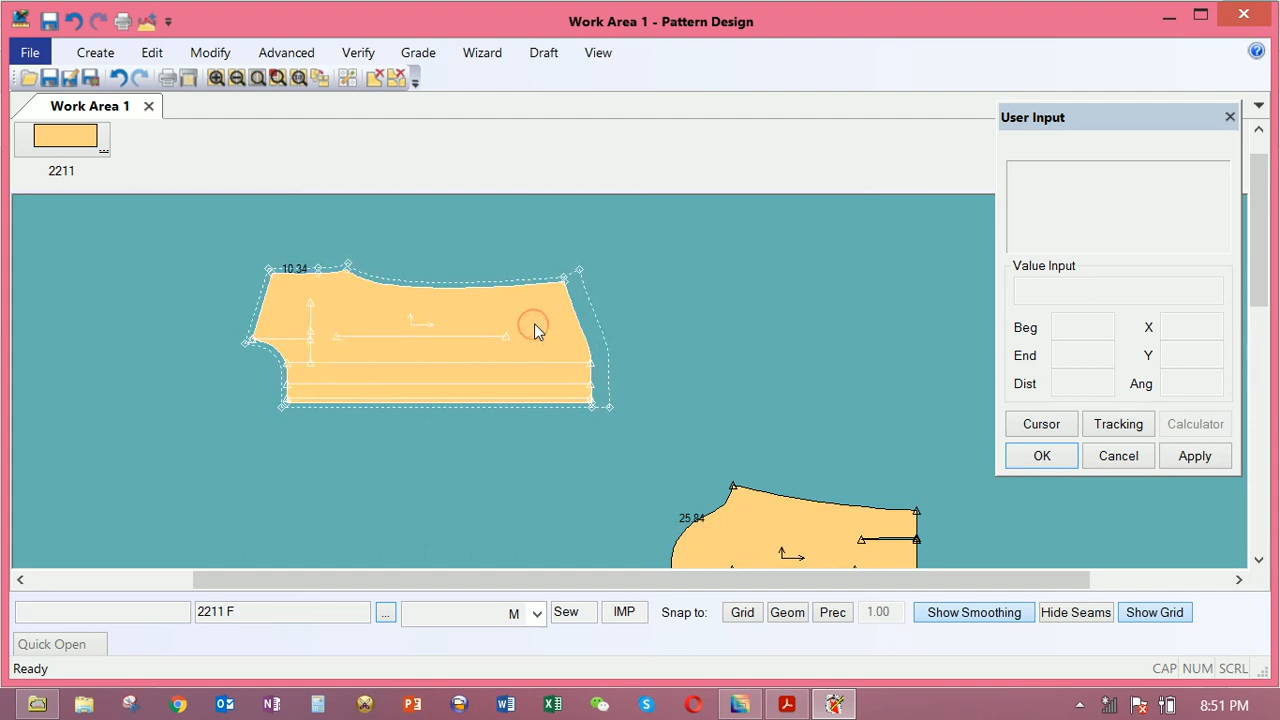 Work Area 1 - Pattern Design
File Create Edit Modify Advanced Verify Grade Wizard Draft View
Work Area 1
2211
User Input
Value Input
Beg X
End Y
Dist Ang
Cursor Tracking Calculator
OK Cancel Apply
10.34
25.84
2211 F ... M Sew IMP Snap to: Grid Geom Prec 1.00 Show Smoothing Hide Seams Show Grid
Quick Open
Ready CAP NUM SCRL
8:51 PM